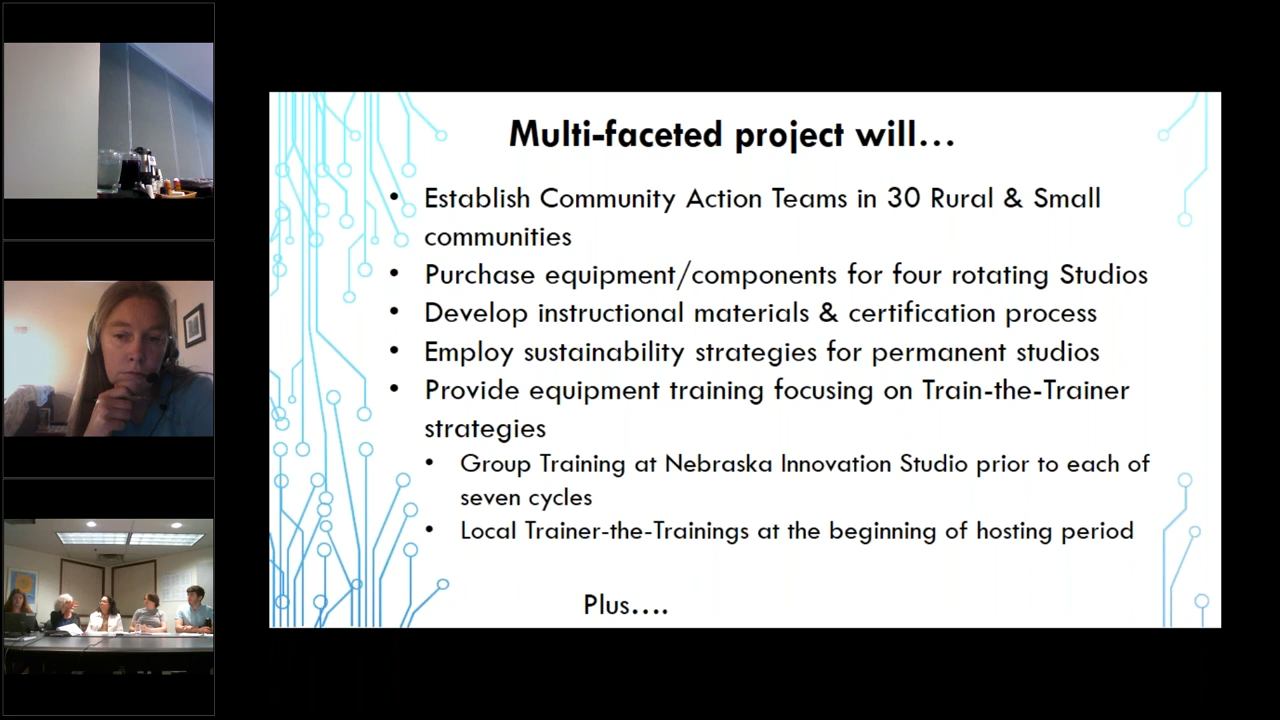 Multi-faceted project will...
• Establish Community Action Teams in 30 Rural & Small
communities
• Purchase equipment/components for four rotating Studios
• Develop instructional materials & certification process
• Employ sustainability strategies for permanent studios
• Provide equipment training focusing on Train-the-Trainer
strategies
• Group Training at Nebraska Innovation Studio prior to each of
seven cycles
• Local Trainer-the-Trainings at the beginning of hosting period
Plus....